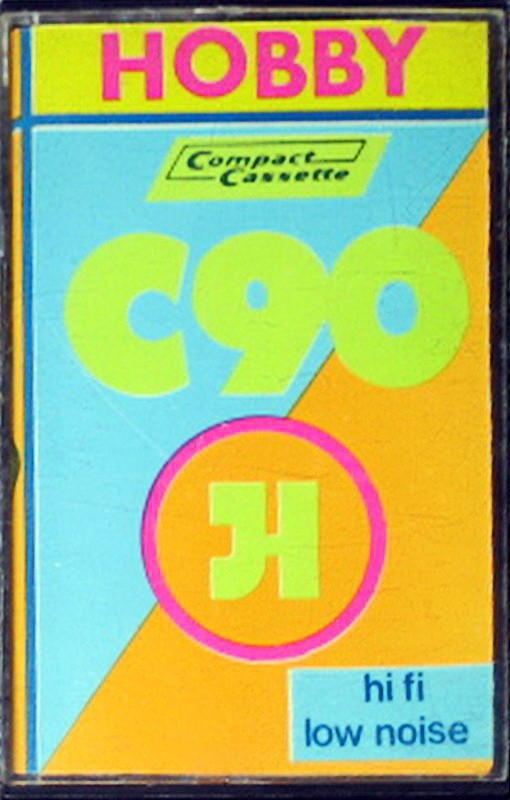 HOBBY
Compact
Cassette
C90
H
hi fi
low noise